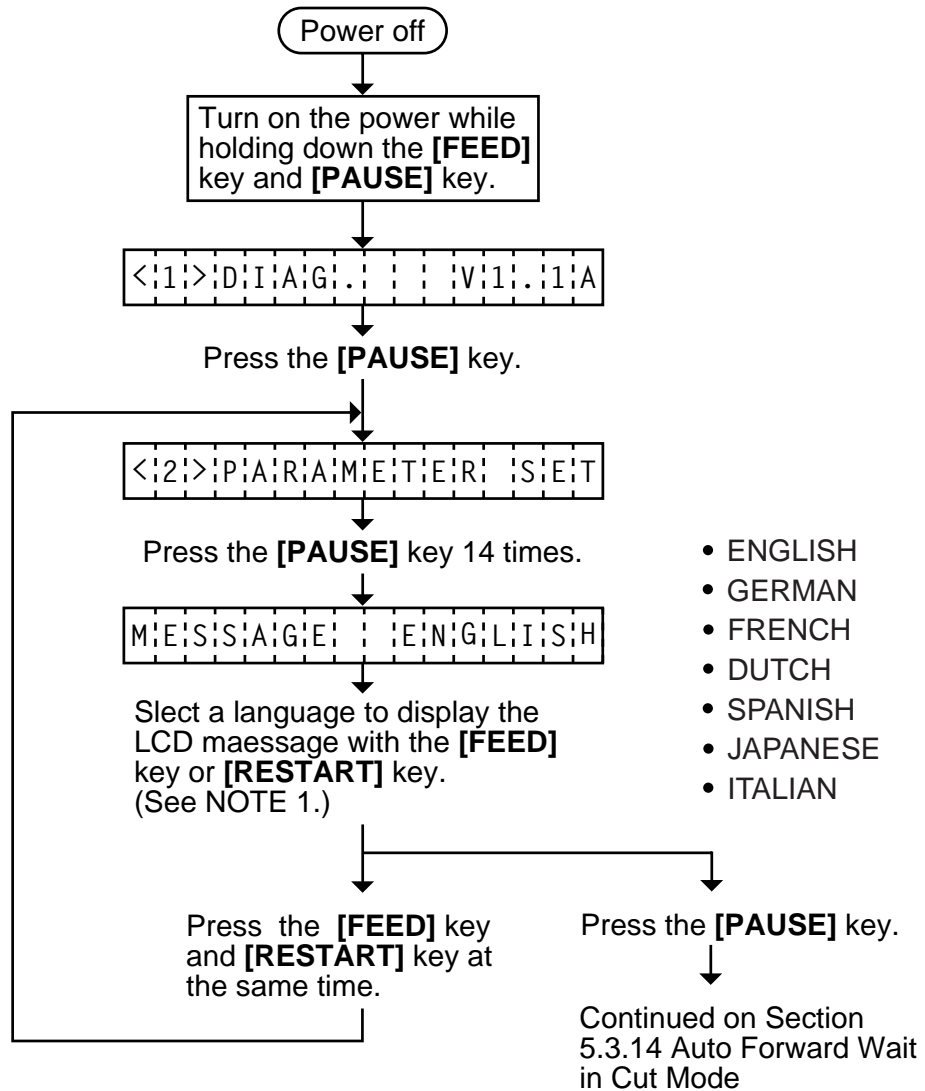 Power off
Turn on the power while
holding down the [FEED]
key and [PAUSE] key.
<1>DIAG.   V1.1A
Press the [PAUSE] key.
<2>PARAMETER SET
Press the [PAUSE] key 14 times.
MESSAGE  ENGLISH
Slect a language to display the
LCD maessage with the [FEED]
key or [RESTART] key.
(See NOTE 1.)
• ENGLISH
• GERMAN
• FRENCH
• DUTCH
• SPANISH
• JAPANESE
• ITALIAN
Press the [FEED] key
and [RESTART] key at
the same time.
Press the [PAUSE] key.
Continued on Section
5.3.14 Auto Forward Wait
in Cut Mode